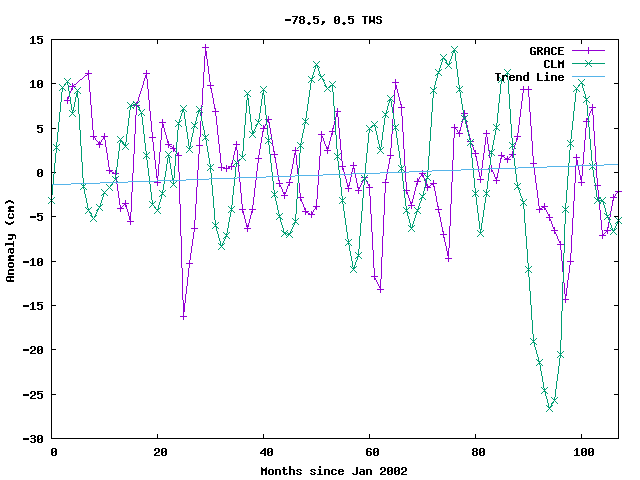 -78.5, 0.5 TWS
15
10
5
0
-5
-10
-15
-20
-25
-30
Anomaly (cm)
GRACE
CLM
Trend Line
0 20 40 60 80 100
Months since Jan 2002